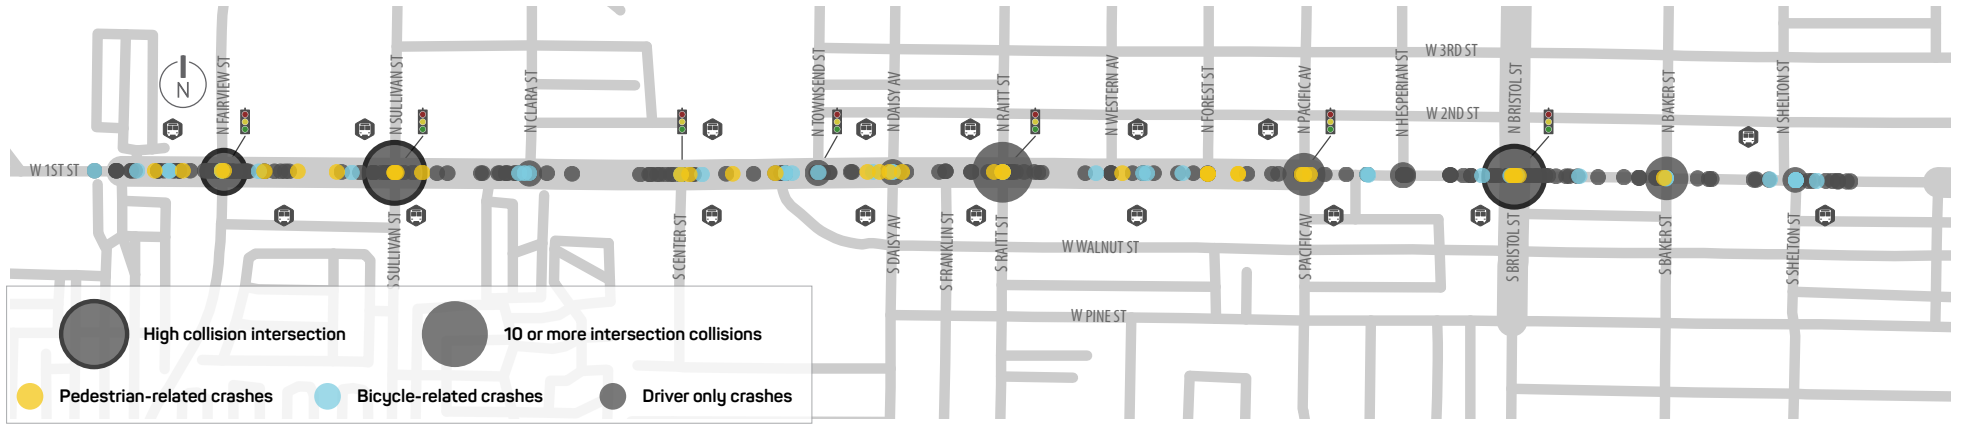 N FAIRVIEW ST
N SULLIVAN ST
N CLARA ST
N TOWNSEND ST
N DAISY AV
N RAITT ST
N WESTERN AV
N FOREST ST
N PACIFIC AV
N HESPERIAN ST
N BRISTOL ST
N BAKER ST
N SHELTON ST
W 3RD ST
W 2ND ST
N
W 1ST ST
S SULLIVAN ST
S CENTER ST
S DAISY AV
S FRANKLIN ST
S RAITT ST
S PACIFIC AV
S BRISTOL ST
S BAKER ST
S SHELTON ST
W WALNUT ST
W PINE ST
High collision intersection
10 or more intersection collisions
Pedestrian-related crashes
Bicycle-related crashes
Driver only crashes